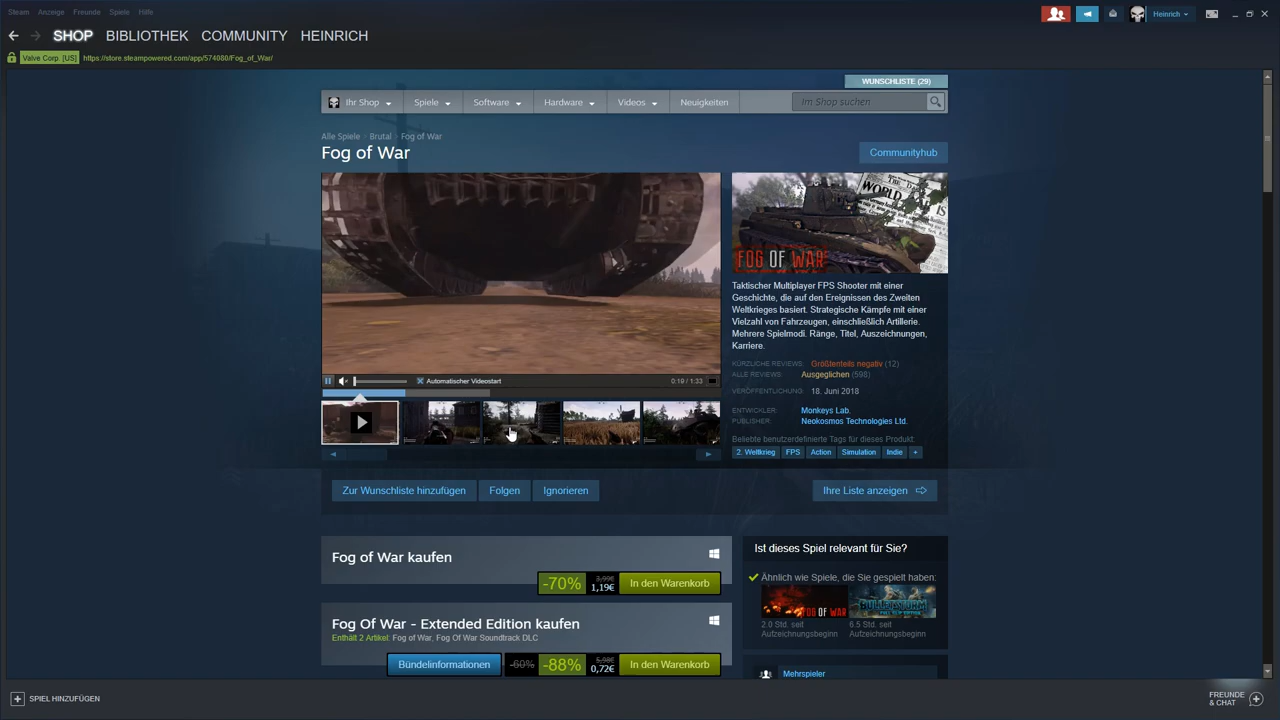 Steam Anzeige Freunde Spiele Hilfe
Heinrich
SHOP BIBLIOTHEK COMMUNITY HEINRICH
Valve Corp. [US] https://store.steampowered.com/app/574080/Fog_of_War/
WUNSCHLISTE (29)
Ihr Shop Spiele Software Hardware Videos Neuigkeiten
Im Shop suchen
Alle Spiele > Brutal > Fog of War
Fog of War
Communityhub
WORLD
IS
FOG OF WAR
Taktischer Multiplayer FPS Shooter mit einer
Geschichte, die auf den Ereignissen des Zweiten
Weltkrieges basiert. Strategische Kämpfe mit einer
Vielzahl von Fahrzeugen, einschließlich Artillerie.
Mehrere Spielmodi. Ränge, Titel, Auszeichnungen,
Karriere.
KÜRZLICHE REVIEWS: Größtenteils negativ (12)
ALLE REVIEWS: Ausgeglichen (598)
VERÖFFENTLICHUNG: 18. Juni 2018
ENTWICKLER: Monkeys Lab.
PUBLISHER: Neokosmos Technologies Ltd.
Beliebte benutzerdefinierte Tags für dieses Produkt:
2. Weltkrieg FPS Action Simulation Indie +
Automatischer Videostart
0:19 / 1:33
Zur Wunschliste hinzufügen Folgen Ignorieren Ihre Liste anzeigen
Fog of War kaufen
-70% 3,99€ 1,19€ In den Warenkorb
Fog Of War - Extended Edition kaufen
Enthält 2 Artikel: Fog of War, Fog Of War Soundtrack DLC
Bündelinformationen -60% -88% 5,98€ 0,72€ In den Warenkorb
Ist dieses Spiel relevant für Sie?
Ähnlich wie Spiele, die Sie gespielt haben:
FOG OF WAR BULLETSTORM
2.0 Std. seit Aufzeichnungsbeginn
6.5 Std. seit Aufzeichnungsbeginn
Mehrspieler
SPIEL HINZUFÜGEN
FREUNDE
& CHAT